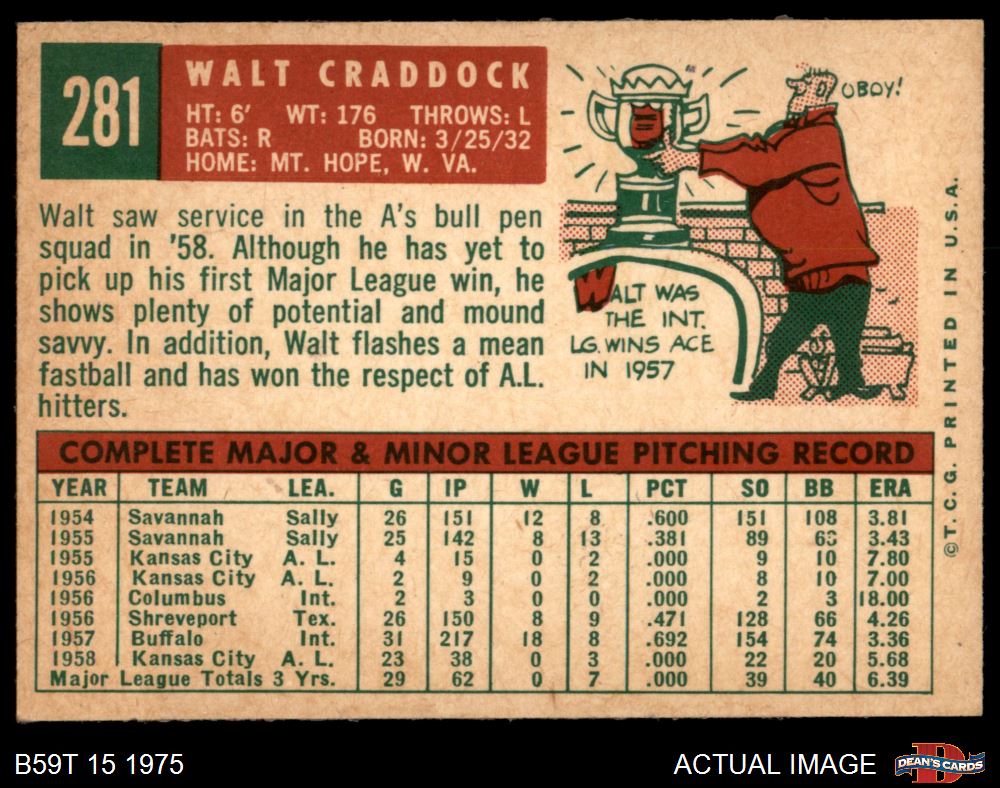 281
WALT CRADDOCK
HT: 6' WT: 176 THROWS: L
BATS: R BORN: 3/25/32
HOME: MT. HOPE, W. VA.
Walt saw service in the A's bull pen
squad in '58. Although he has yet to
pick up his first Major League win, he
shows plenty of potential and mound
savvy. In addition, Walt flashes a mean
fastball and has won the respect of A.L.
hitters.
OBOY!
WALT WAS
THE INT.
LG. WINS ACE
IN 1957
©T.C.G. PRINTED IN U.S.A.
COMPLETE MAJOR & MINOR LEAGUE PITCHING RECORD
YEAR TEAM LEA. G IP W L PCT SO BB ERA
1954 Savannah Sally 26 151 12 8 .600 151 108 3.81
1955 Savannah Sally 25 142 8 13 .381 89 63 3.43
1955 Kansas City A. L. 4 15 0 2 .000 9 10 7.80
1956 Kansas City A. L. 2 9 0 2 .000 8 10 7.00
1956 Columbus Int. 2 3 0 0 .000 2 3 18.00
1956 Shreveport Tex. 26 150 8 9 .471 128 66 4.26
1957 Buffalo Int. 31 217 18 8 .692 154 74 3.36
1958 Kansas City A. L. 23 38 0 3 .000 22 20 5.68
Major League Totals 3 Yrs. 29 62 0 7 .000 39 40 6.39
B59T 15 1975
ACTUAL IMAGE
DEAN'S CARDS